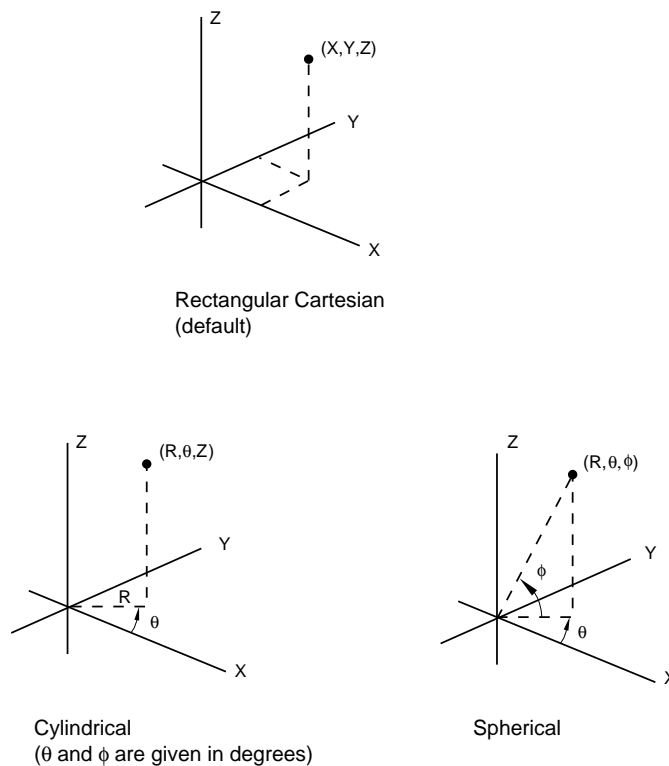 Z
(X,Y,Z)
Y
X
Rectangular Cartesian
(default)
Z
(R,θ,Z)
Y
R
θ
X
Cylindrical
(θ and ϕ are given in degrees)
Z
(R,θ,ϕ)
Y
ϕ
θ
X
Spherical